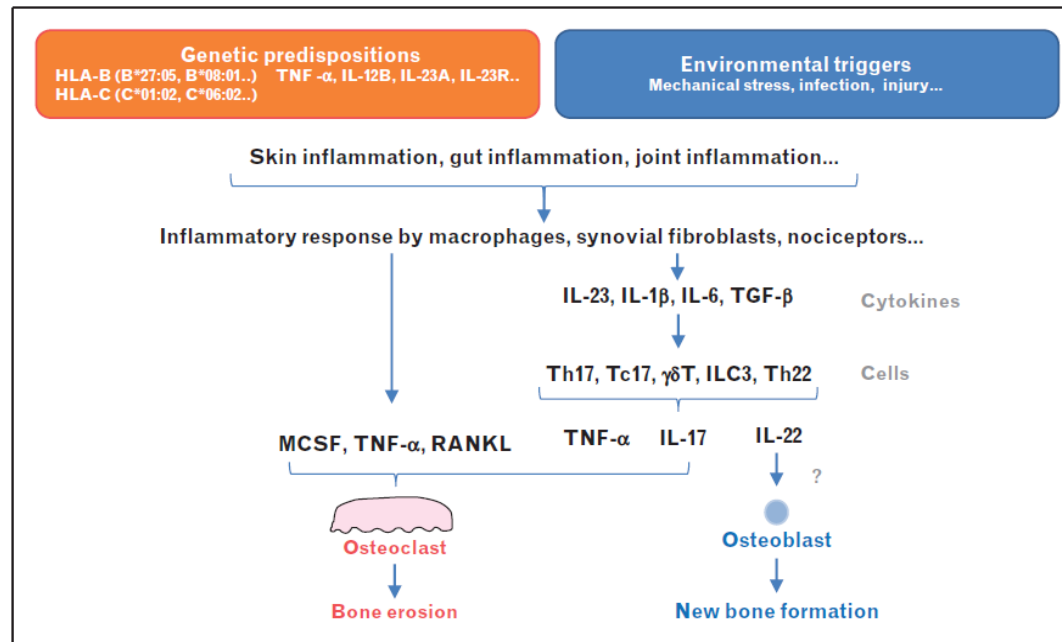 Genetic predispositions
HLA-B (B*27:05, B*08:01..) TNF -α, IL-12B, IL-23A, IL-23R..
HLA-C (C*01:02, C*06:02..)
Environmental triggers
Mechanical stress, infection, injury...
Skin inflammation, gut inflammation, joint inflammation...
Inflammatory response by macrophages, synovial fibroblasts, nociceptors...
IL-23, IL-1β, IL-6, TGF-β
Cytokines
Th17, Tc17, γδT, ILC3, Th22
Cells
TNF-α IL-17 IL-22
MCSF, TNF-α, RANKL
?
Osteoclast
Osteoblast
Bone erosion
New bone formation